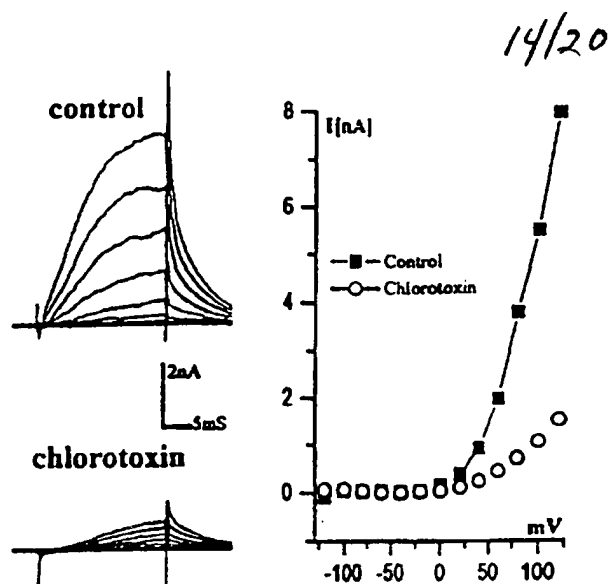 14/20
control
2nA
5mS
chlorotoxin
I[nA]
8
6
4
2
0
Control
Chlorotoxin
mV
-100 -50 0 50 100